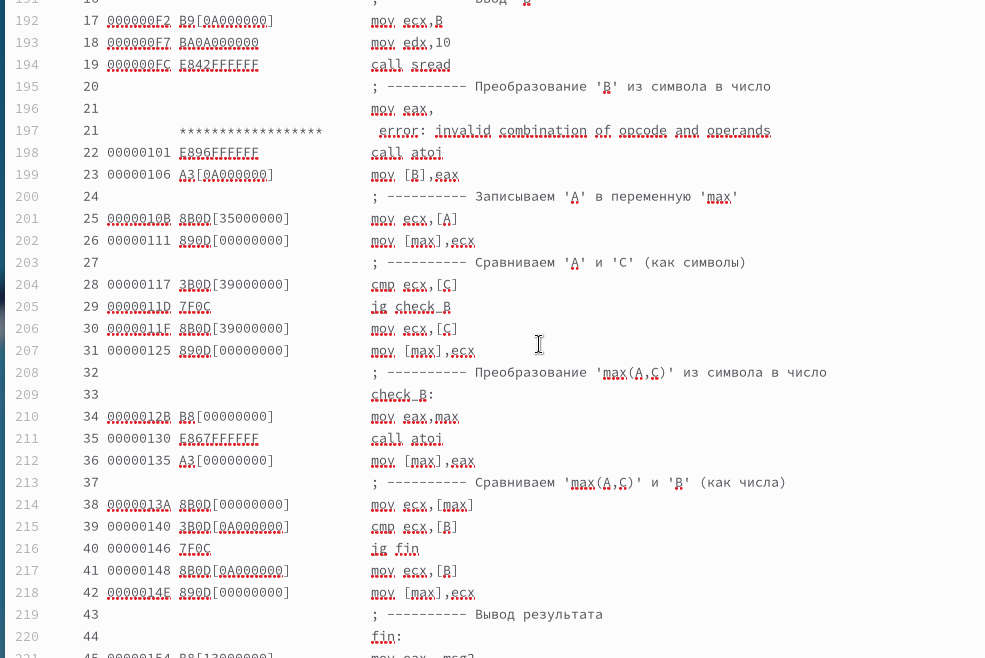 192 17 000000F2 B9[0A000000] mov ecx,B
193 18 000000F7 BA0A000000 mov edx,10
194 19 000000FC E842FFFFFF call sread
195 20 ; ---------- Преобразование 'B' из символа в число
196 21 mov eax,
197 21 ****************** error: invalid combination of opcode and operands
198 22 00000101 E896FFFFFF call atoi
199 23 00000106 A3[0A000000] mov [B],eax
200 24 ; ---------- Записываем 'A' в переменную 'max'
201 25 0000010B 8B0D[35000000] mov ecx,[A]
202 26 00000111 890D[00000000] mov [max],ecx
203 27 ; ---------- Сравниваем 'A' и 'C' (как символы)
204 28 00000117 3B0D[39000000] cmp ecx,[C]
205 29 0000011D 7F0C jg check_B
206 30 0000011F 8B0D[39000000] mov ecx,[C]
207 31 00000125 890D[00000000] mov [max],ecx
208 32 ; ---------- Преобразование 'max(A,C)' из символа в число
209 33 check_B:
210 34 0000012B B8[00000000] mov eax,max
211 35 00000130 E867FFFFFF call atoi
212 36 00000135 A3[00000000] mov [max],eax
213 37 ; ---------- Сравниваем 'max(A,C)' и 'B' (как числа)
214 38 0000013A 8B0D[00000000] mov ecx,[max]
215 39 00000140 3B0D[0A000000] cmp ecx,[B]
216 40 00000146 7F0C jg fin
217 41 00000148 8B0D[0A000000] mov ecx,[B]
218 42 0000014E 890D[00000000] mov [max],ecx
219 43 ; ---------- Вывод результата
220 44 fin: